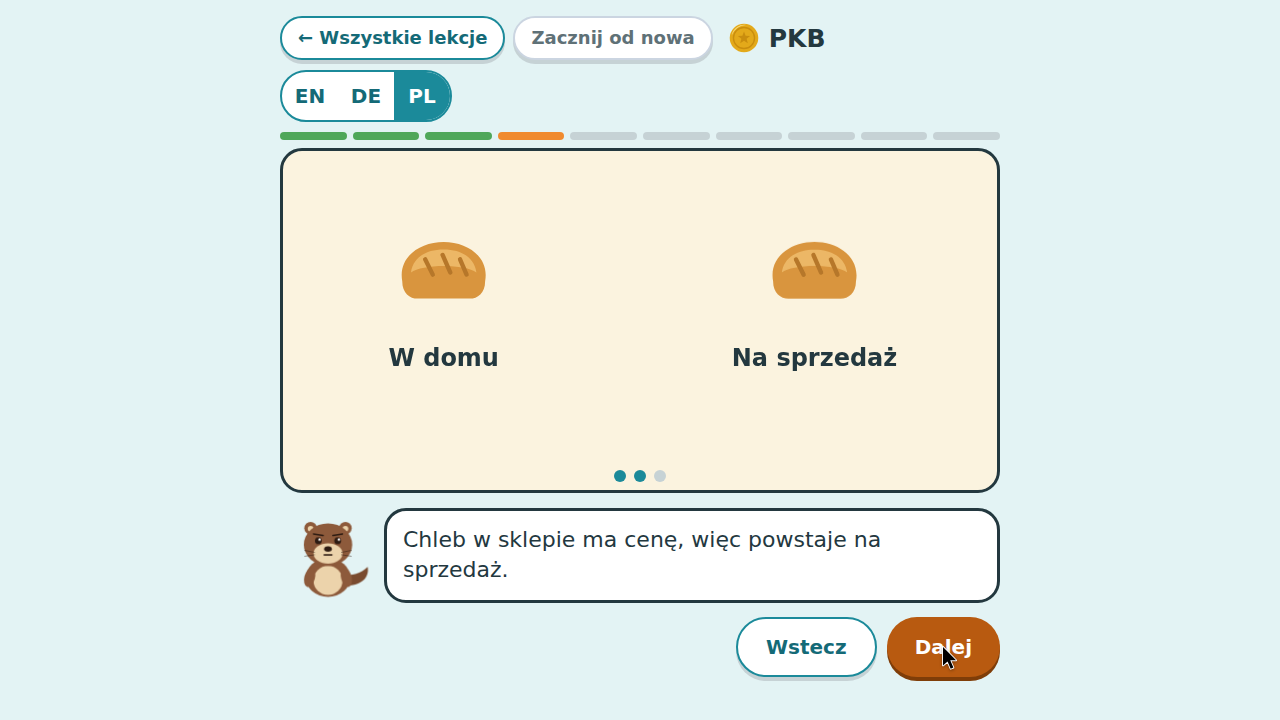 ← Wszystkie lekcje
Zacznij od nowa
PKB
EN DE PL
W domu
Na sprzedaż
Chleb w sklepie ma cenę, więc powstaje na
sprzedaż.
Wstecz
Dalej